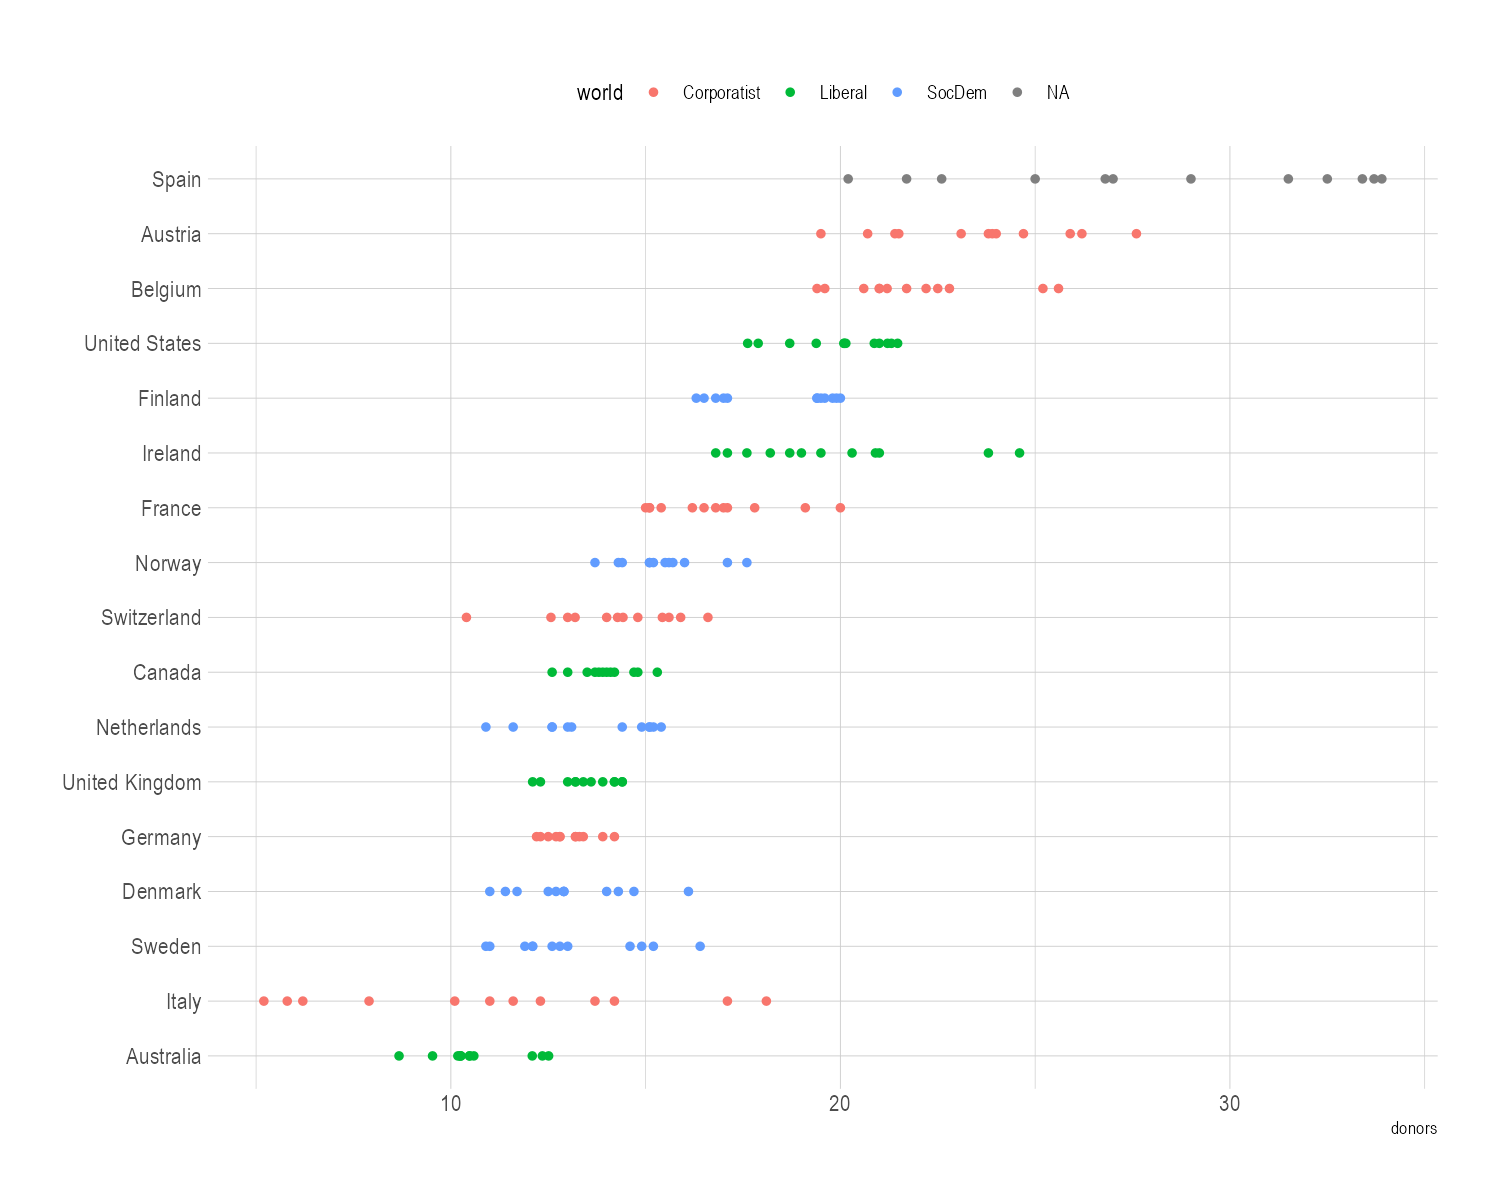 world Corporatist Liberal SocDem NA
Spain
Austria
Belgium
United States
Finland
Ireland
France
Norway
Switzerland
Canada
Netherlands
United Kingdom
Germany
Denmark
Sweden
Italy
Australia
10 20 30
donors